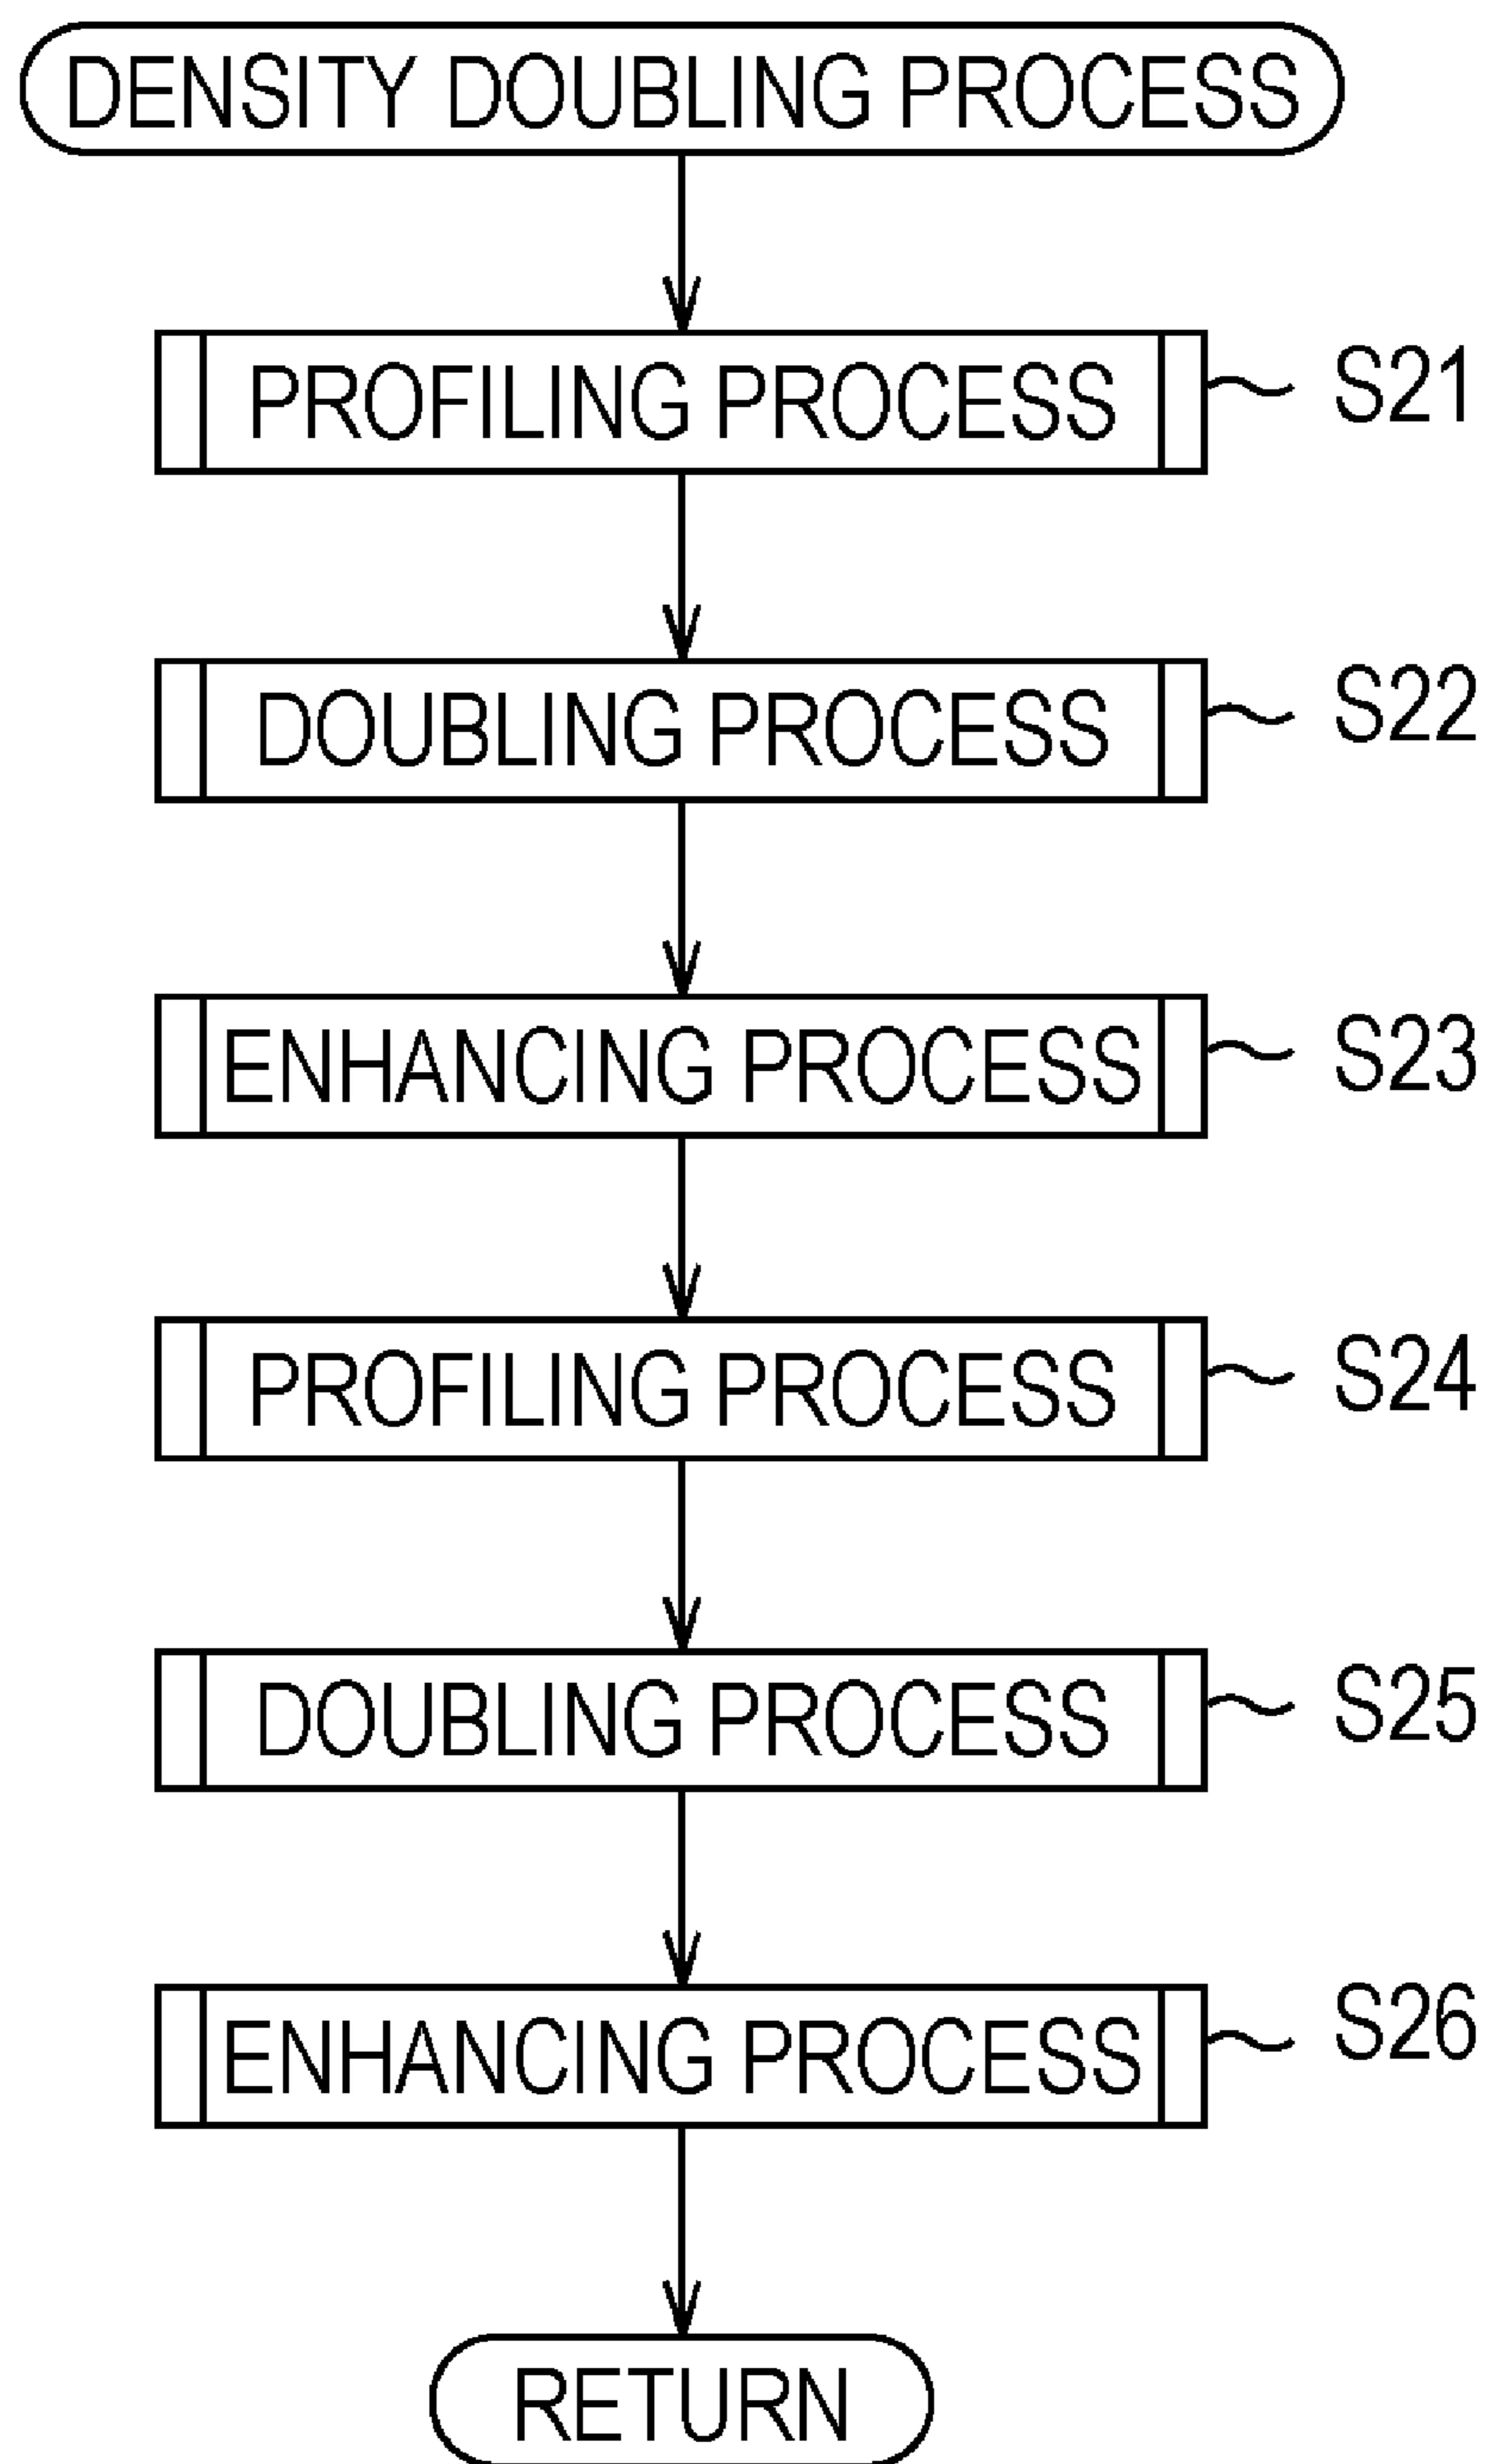 DENSITY DOUBLING PROCESS
PROFILING PROCESS S21
DOUBLING PROCESS S22
ENHANCING PROCESS S23
PROFILING PROCESS S24
DOUBLING PROCESS S25
ENHANCING PROCESS S26
RETURN